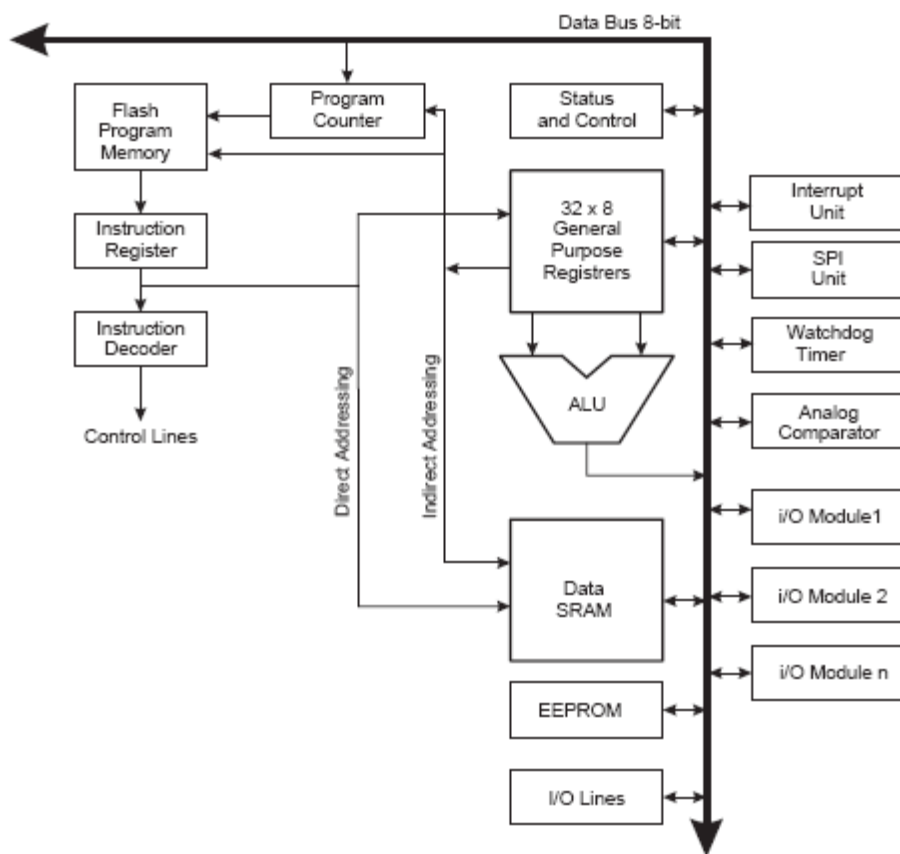 Data Bus 8-bit
Flash
Program
Memory
Program
Counter
Status
and Control
Interrupt
Unit
32 x 8
General
Purpose
Registrers
Instruction
Register
SPI
Unit
Instruction
Decoder
Watchdog
Timer
ALU
Analog
Comparator
Control Lines
Direct Addressing
Indirect Addressing
i/O Module1
Data
SRAM
i/O Module 2
i/O Module n
EEPROM
I/O Lines